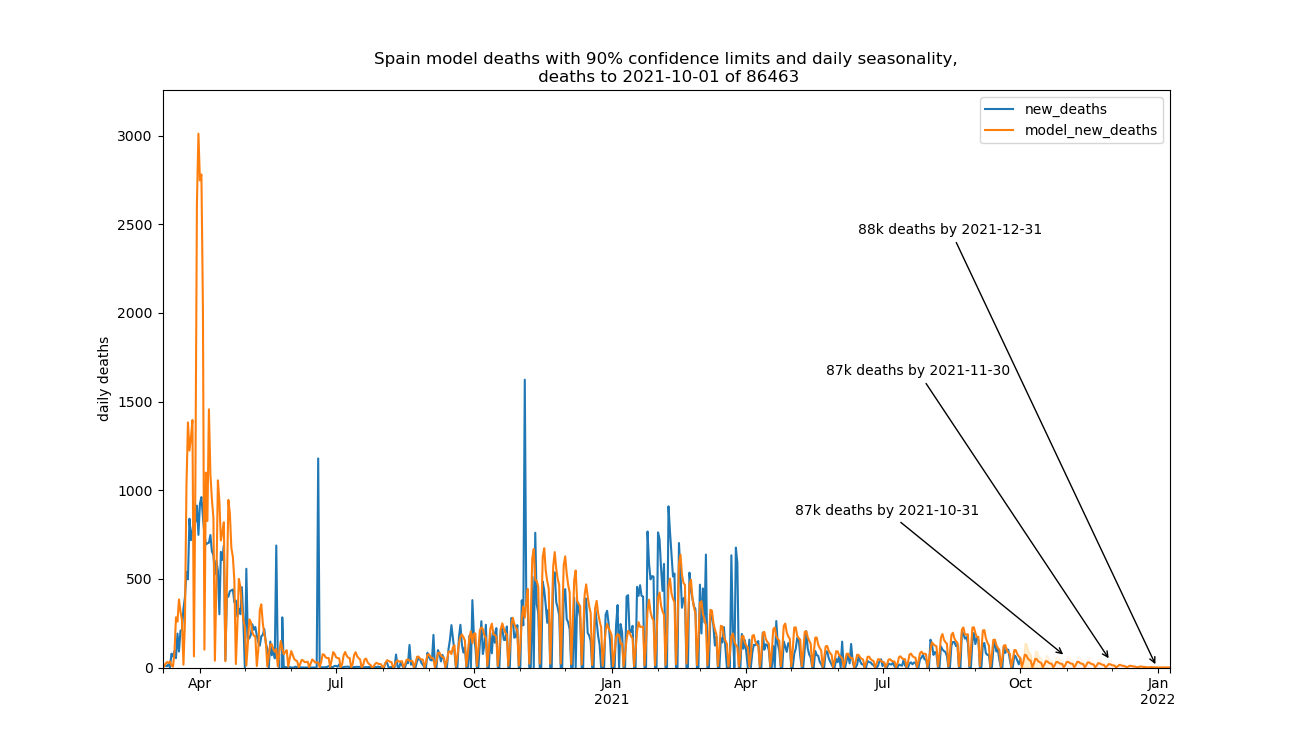 Spain model deaths with 90% confidence limits and daily seasonality,
deaths to 2021-10-01 of 86463
new_deaths
model_new_deaths
daily deaths
3000
2500
2000
1500
1000
500
0
88k deaths by 2021-12-31
87k deaths by 2021-11-30
87k deaths by 2021-10-31
Apr
Jul
Oct
Jan
2021
Apr
Jul
Oct
Jan
2022